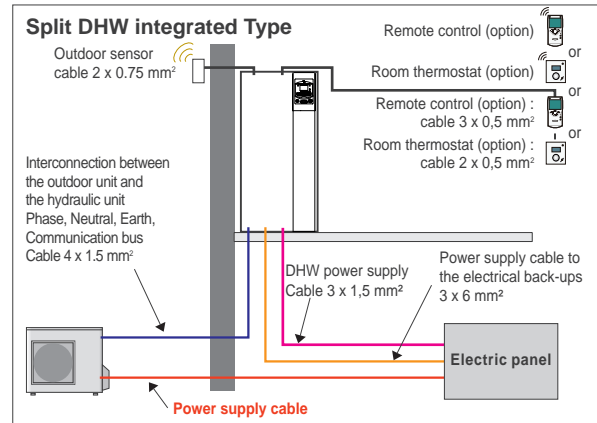 Split DHW integrated Type
Outdoor sensor
cable 2 x 0.75 mm²
Remote control (option)
or
Room thermostat (option)
or
Remote control (option) :
cable 3 x 0,5 mm²
or
Room thermostat (option) :
cable 2 x 0,5 mm²
Interconnection between
the outdoor unit and
the hydraulic unit
Phase, Neutral, Earth,
Communication bus
Cable 4 x 1.5 mm²
DHW power supply
Cable 3 x 1,5 mm²
Power supply cable to
the electrical back-ups
3 x 6 mm²
Electric panel
Power supply cable